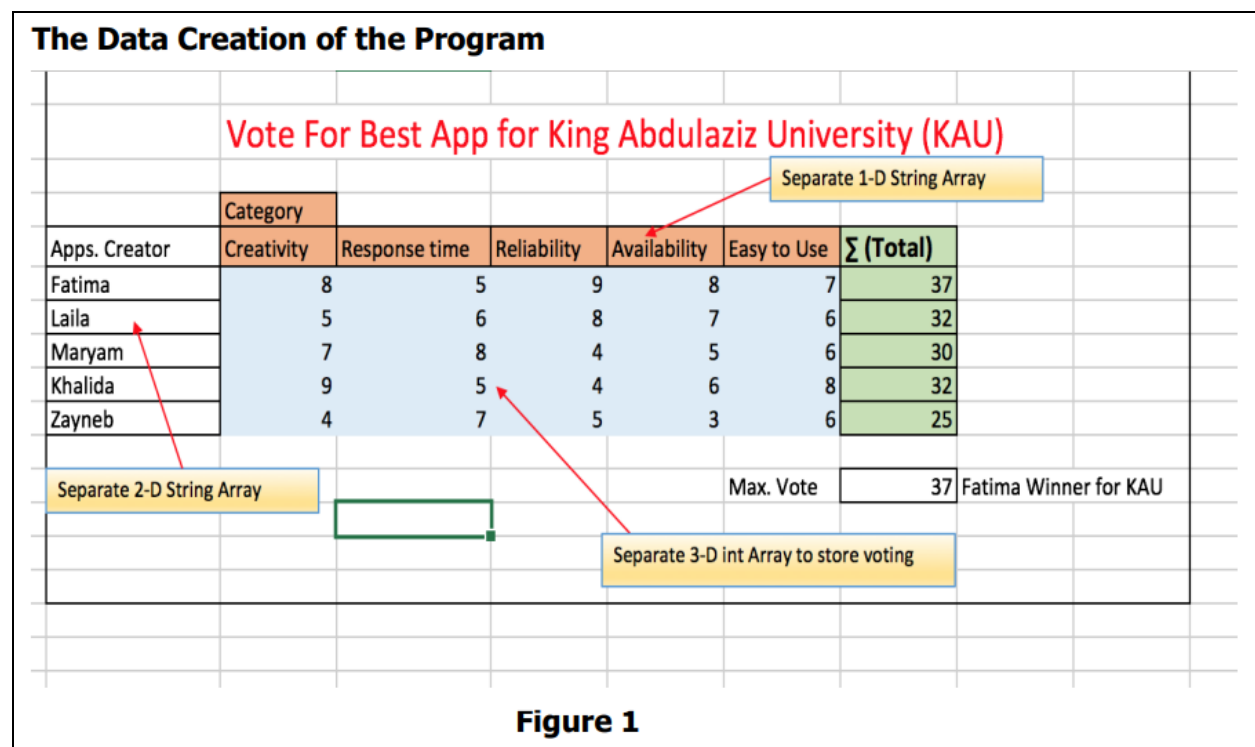 The Data Creation of the Program
Vote For Best App for King Abdulaziz University (KAU)
Separate 1-D String Array
Category
Apps. Creator Creativity Response time Reliability Availability Easy to Use ∑ (Total)
Fatima 8 5 9 8 7 37
Laila 5 6 8 7 6 32
Maryam 7 8 4 5 6 30
Khalida 9 5 4 6 8 32
Zayneb 4 7 5 3 6 25
Separate 2-D String Array
Max. Vote 37 Fatima Winner for KAU
Separate 3-D int Array to store voting
Figure 1